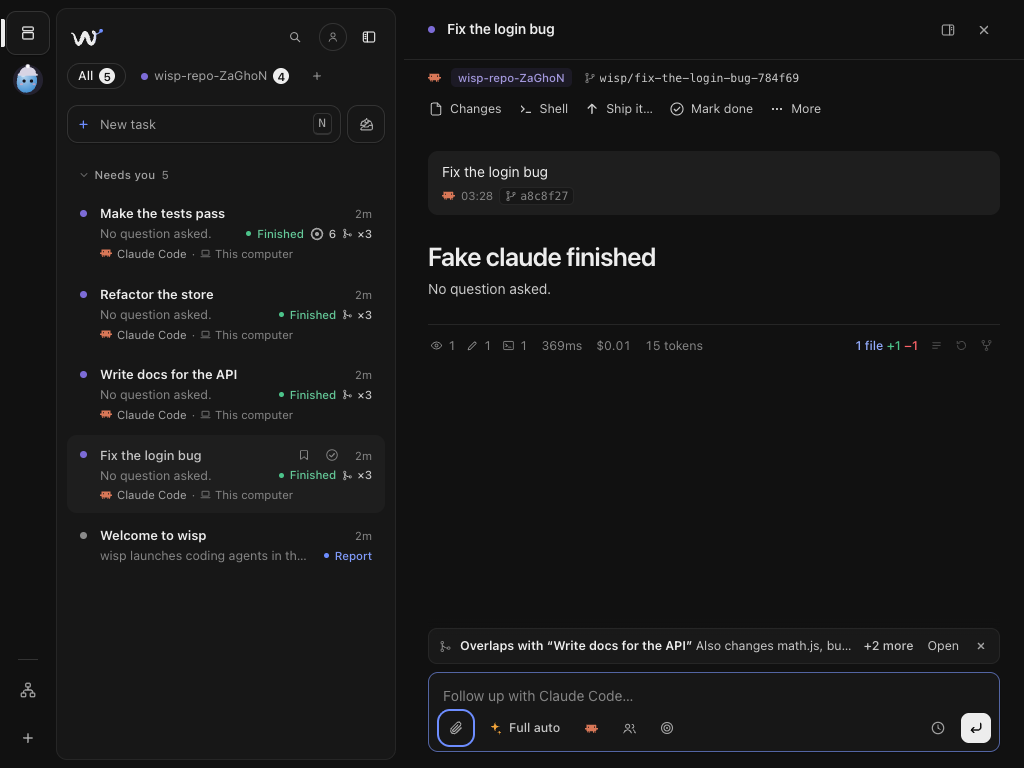 All 5
wisp-repo-ZaGhoN 4
New task N
Needs you 5
Make the tests pass 2m
No question asked. Finished 6 ×3
Claude Code · This computer
Refactor the store 2m
No question asked. Finished ×3
Claude Code · This computer
Write docs for the API 2m
No question asked. Finished ×3
Claude Code · This computer
Fix the login bug 2m
No question asked. Finished ×3
Claude Code · This computer
Welcome to wisp 2m
wisp launches coding agents in th... Report
Fix the login bug
wisp-repo-ZaGhoN wisp/fix-the-login-bug-784f69
Changes Shell Ship it... Mark done More
Fix the login bug
03:28 a8c8f27
Fake claude finished
No question asked.
1 1 1 369ms $0.01 15 tokens 1 file +1 −1
Overlaps with “Write docs for the API” Also changes math.js, bu... +2 more Open
Follow up with Claude Code...
Full auto